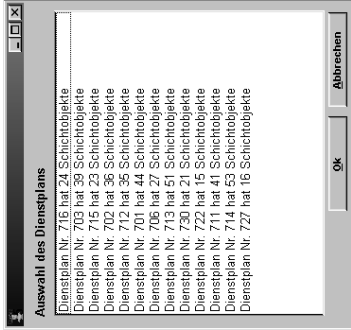 Auswahl des Dienstplans
Dienstplan Nr. 716 hat 24 Schichtobjekte
Dienstplan Nr. 703 hat 39 Schichtobjekte
Dienstplan Nr. 715 hat 23 Schichtobjekte
Dienstplan Nr. 702 hat 36 Schichtobjekte
Dienstplan Nr. 712 hat 35 Schichtobjekte
Dienstplan Nr. 701 hat 44 Schichtobjekte
Dienstplan Nr. 706 hat 27 Schichtobjekte
Dienstplan Nr. 713 hat 51 Schichtobjekte
Dienstplan Nr. 730 hat 21 Schichtobjekte
Dienstplan Nr. 722 hat 15 Schichtobjekte
Dienstplan Nr. 711 hat 41 Schichtobjekte
Dienstplan Nr. 714 hat 53 Schichtobjekte
Dienstplan Nr. 727 hat 16 Schichtobjekte
Ok
Abbrechen